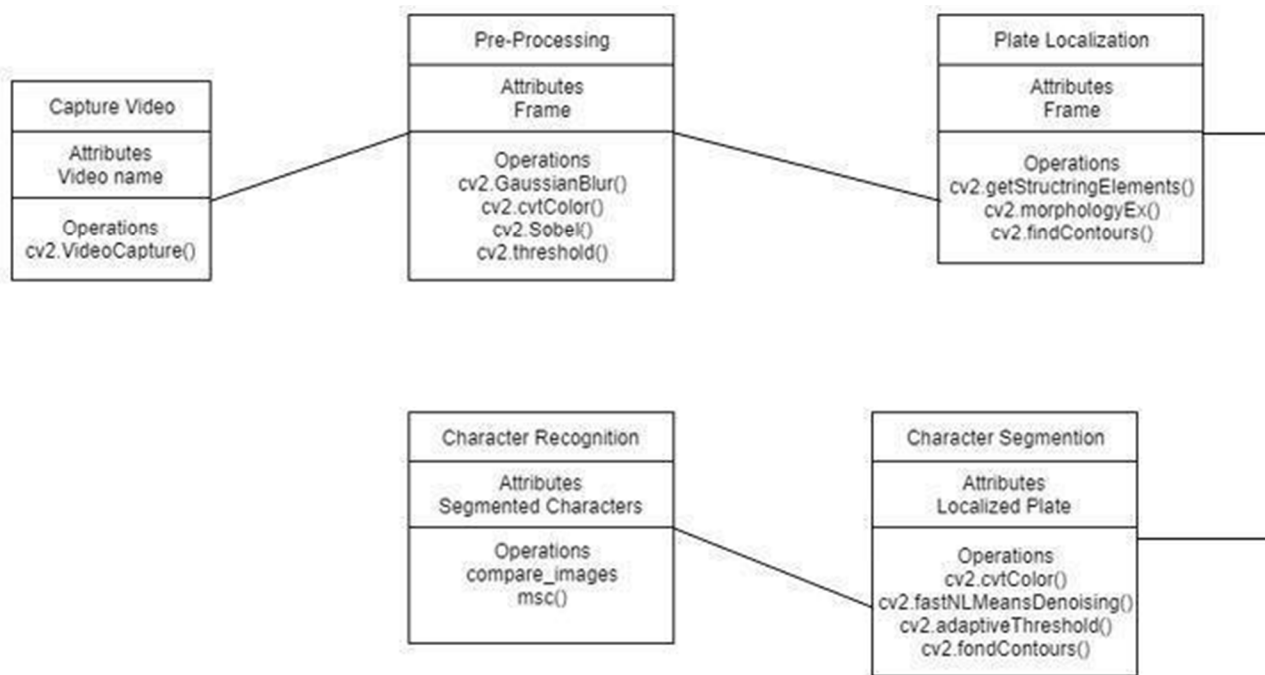 Capture Video
Attributes
Video name
Operations
cv2.VideoCapture()
Pre-Processing
Attributes
Frame
Operations
cv2.GaussianBlur()
cv2.cvtColor()
cv2.Sobel()
cv2.threshold()
Plate Localization
Attributes
Frame
Operations
cv2.getStructringElements()
cv2.morphologyEx()
cv2.findContours()
Character Recognition
Attributes
Segmented Characters
Operations
compare_images
msc()
Character Segmention
Attributes
Localized Plate
Operations
cv2.cvtColor()
cv2.fastNLMeansDenoising()
cv2.adaptiveThreshold()
cv2.fondContours()